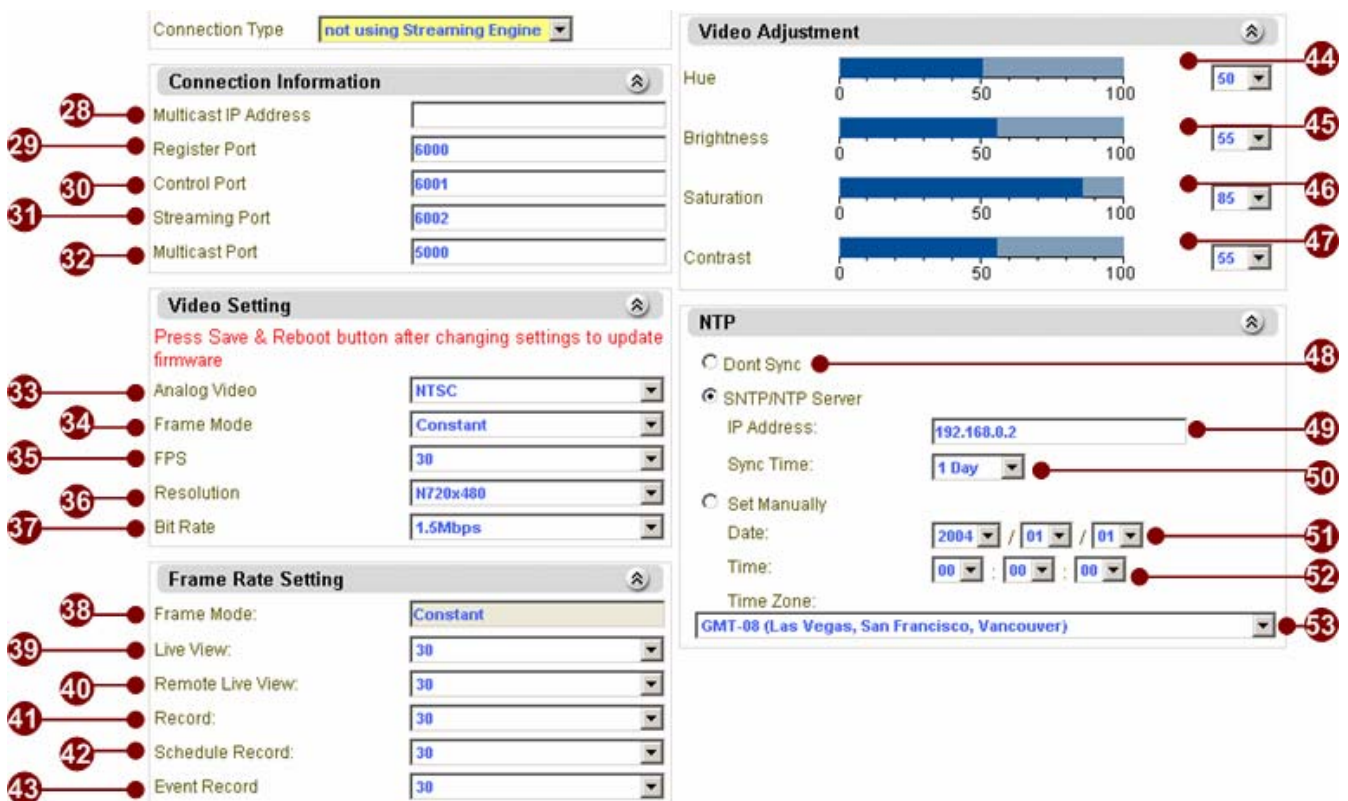 Connection Type not using Streaming Engine
Connection Information
28 Multicast IP Address
29 Register Port 6000
30 Control Port 6001
31 Streaming Port 6002
32 Multicast Port 5000
Video Setting
Press Save & Reboot button after changing settings to update
firmware
33 Analog Video NTSC
34 Frame Mode Constant
35 FPS 30
36 Resolution N720x480
37 Bit Rate 1.5Mbps
Frame Rate Setting
38 Frame Mode: Constant
39 Live View: 30
40 Remote Live View: 30
41 Record: 30
42 Schedule Record: 30
43 Event Record 30
Video Adjustment
Hue 50 44
0 50 100
Brightness 55 45
0 50 100
Saturation 85 46
0 50 100
Contrast 55 47
0 50 100
NTP
Dont Sync 48
SNTP/NTP Server
IP Address: 192.168.0.2 49
Sync Time: 1 Day 50
Set Manually
Date: 2004 / 01 / 01 51
Time: 00 : 00 : 00 52
Time Zone:
GMT-08 (Las Vegas, San Francisco, Vancouver) 53